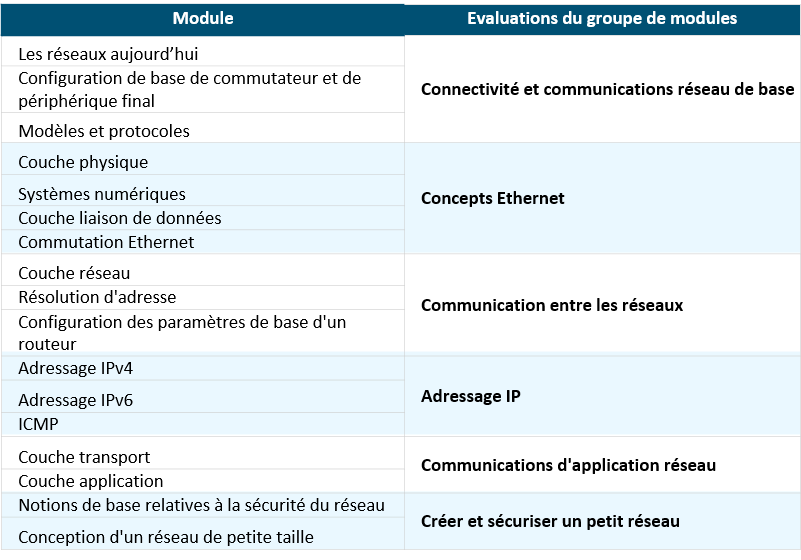 Module
Evaluations du groupe de modules
Les réseaux aujourd’hui
Configuration de base de commutateur et de
périphérique final
Modèles et protocoles
Connectivité et communications réseau de base
Couche physique
Systèmes numériques
Couche liaison de données
Commutation Ethernet
Concepts Ethernet
Couche réseau
Résolution d'adresse
Configuration des paramètres de base d'un
routeur
Communication entre les réseaux
Adressage IPv4
Adressage IPv6
ICMP
Adressage IP
Couche transport
Couche application
Communications d'application réseau
Notions de base relatives à la sécurité du réseau
Conception d'un réseau de petite taille
Créer et sécuriser un petit réseau